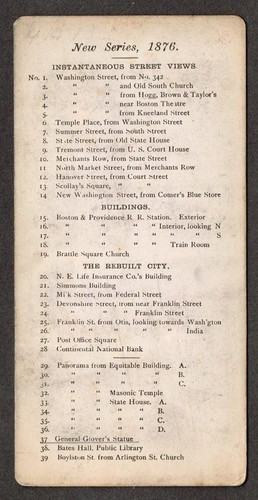 New Series, 1876.
INSTANTANEOUS STREET VIEWS.
No. 1. Washington Street, from No. 342
2. " " and Old South Church
3. " " from Hogg, Brown & Taylor's
4. " " near Boston Theatre
5. " " from Kneeland Street
6 Temple Place, from Washington Street
7. Summer Street, from South Street
8. State Street, from Old State House
9. Tremont Street, from U. S. Court House
10. Merchants Row, from State Street
11 North Market Street, from Merchants Row
12. Hanover Street, from Court Street
13. Scollay's Square, " "
14 New Washington Street, from Comer's Blue Store
BUILDINGS.
15. Boston & Providence R. R. Station. Exterior
16. " " " " Interior, looking N
17. " " " " " " S
18. " " " " Train Room
19. Brattle Square Church
THE REBUILT CITY.
20. N. E. Life Insurance Co.'s Building
21. Simmons Building
22. Milk Street, from Federal Street
23. Devonshire Street, from near Franklin Street
24. " " " Franklin Street
25. Franklin St. from Otis, looking towards Wash'gton
26. " " " " " India
27. Post Office Square
28 Continental National Bank
29. Panorama from Equitable Building. A.
30. " " " " B.
31. " " " " C.
32. " " Masonic Temple
33. " " State House. A.
34. " " " " B.
35. " " " " C.
36. " " " " D.
37 General Glover's Statue
38. Bates Hall, Public Library
39 Boylston St. from Arlington St. Church